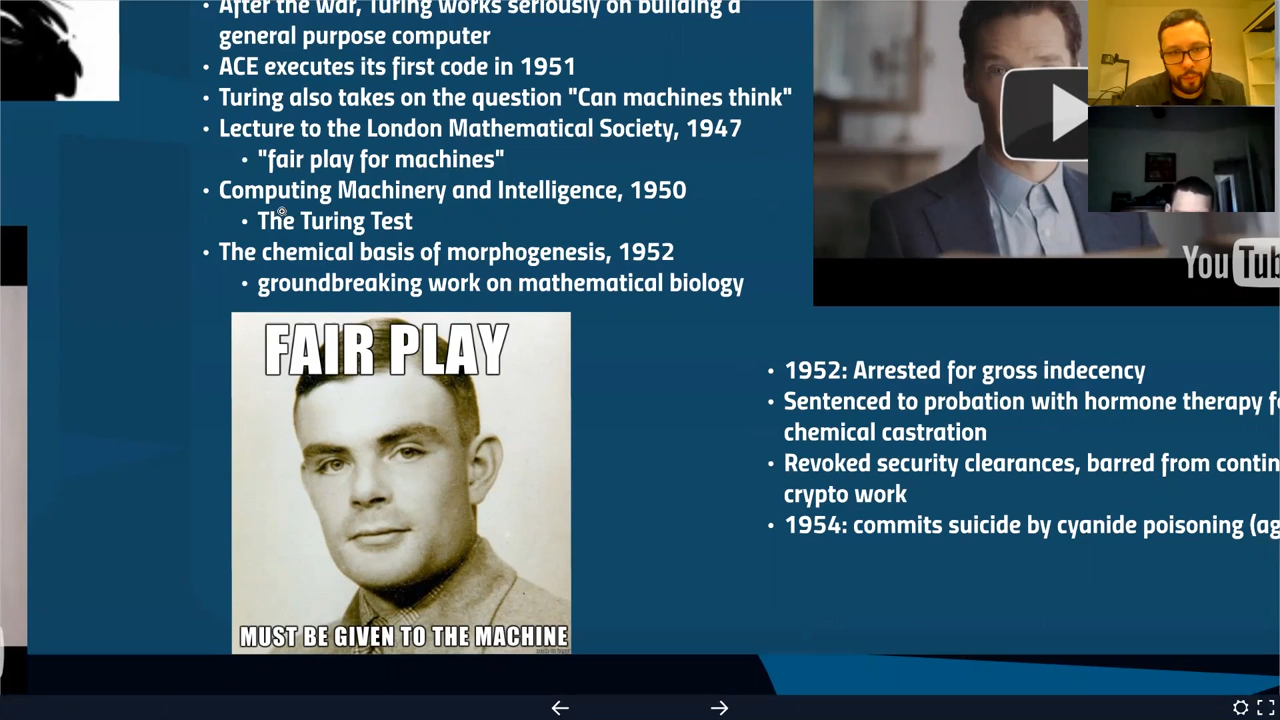 After the war, Turing works seriously on building a
general purpose computer
• ACE executes its first code in 1951
• Turing also takes on the question "Can machines think"
• Lecture to the London Mathematical Society, 1947
• "fair play for machines"
• Computing Machinery and Intelligence, 1950
• The Turing Test
• The chemical basis of morphogenesis, 1952
• groundbreaking work on mathematical biology
FAIR PLAY
MUST BE GIVEN TO THE MACHINE
YouTub
• 1952: Arrested for gross indecency
• Sentenced to probation with hormone therapy f
chemical castration
• Revoked security clearances, barred from contin
crypto work
• 1954: commits suicide by cyanide poisoning (ag